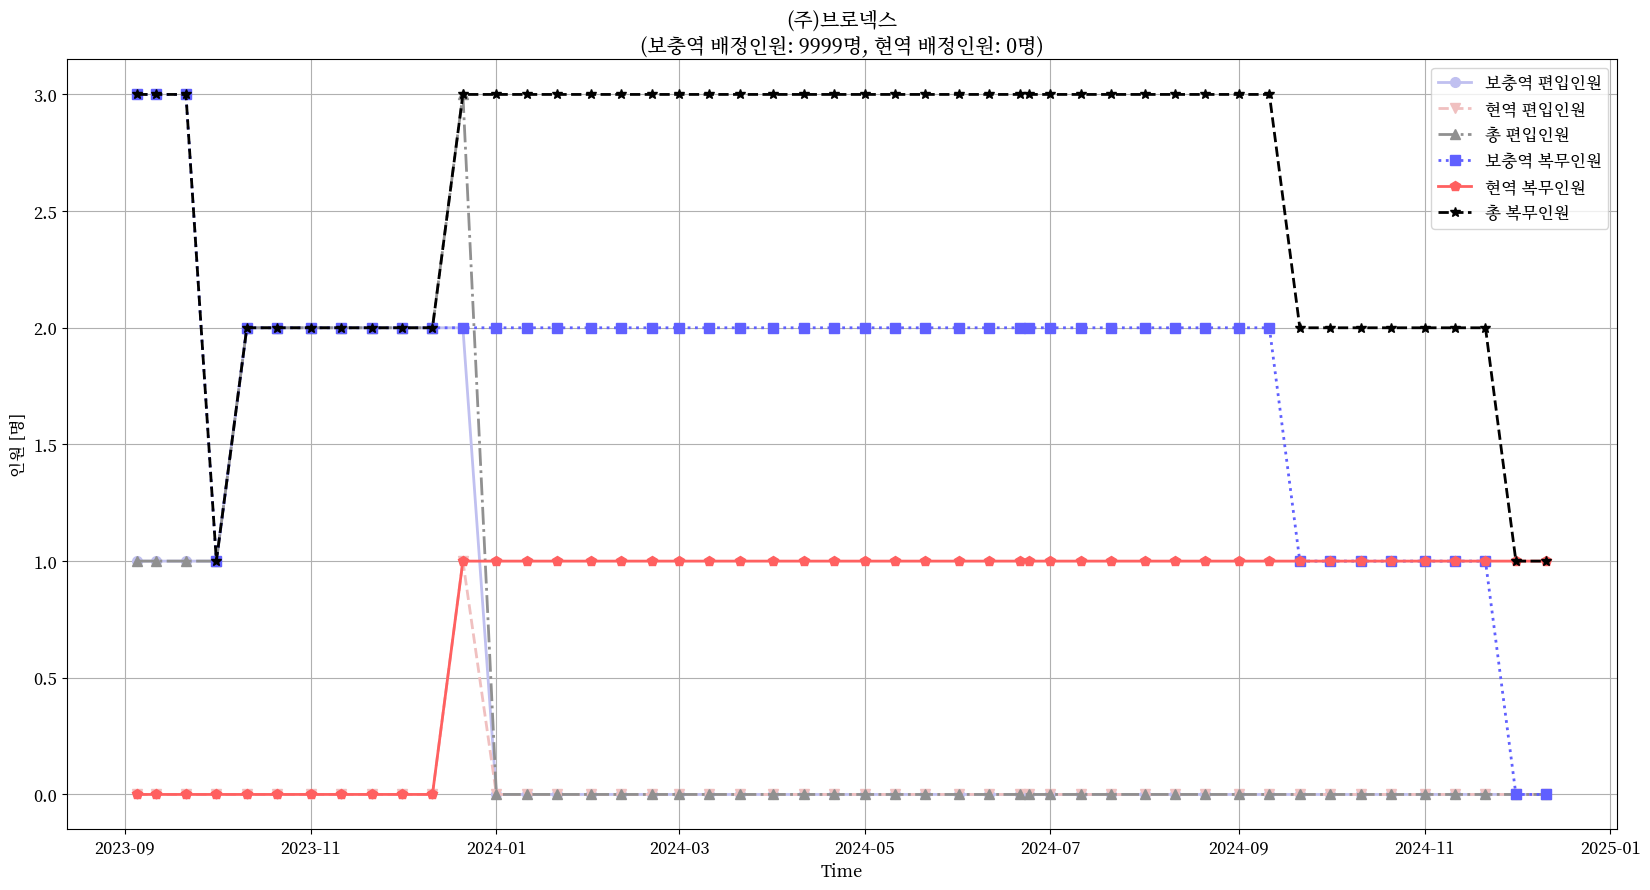 (주)브로넥스
(보충역 배정인원: 9999명, 현역 배정인원: 0명)
보충역 편입인원
현역 편입인원
총 편입인원
보충역 복무인원
현역 복무인원
총 복무인원
인원 [명]
3.0
2.5
2.0
1.5
1.0
0.5
0.0
2023-09
2023-11
2024-01
2024-03
2024-05
2024-07
2024-09
2024-11
2025-01
Time